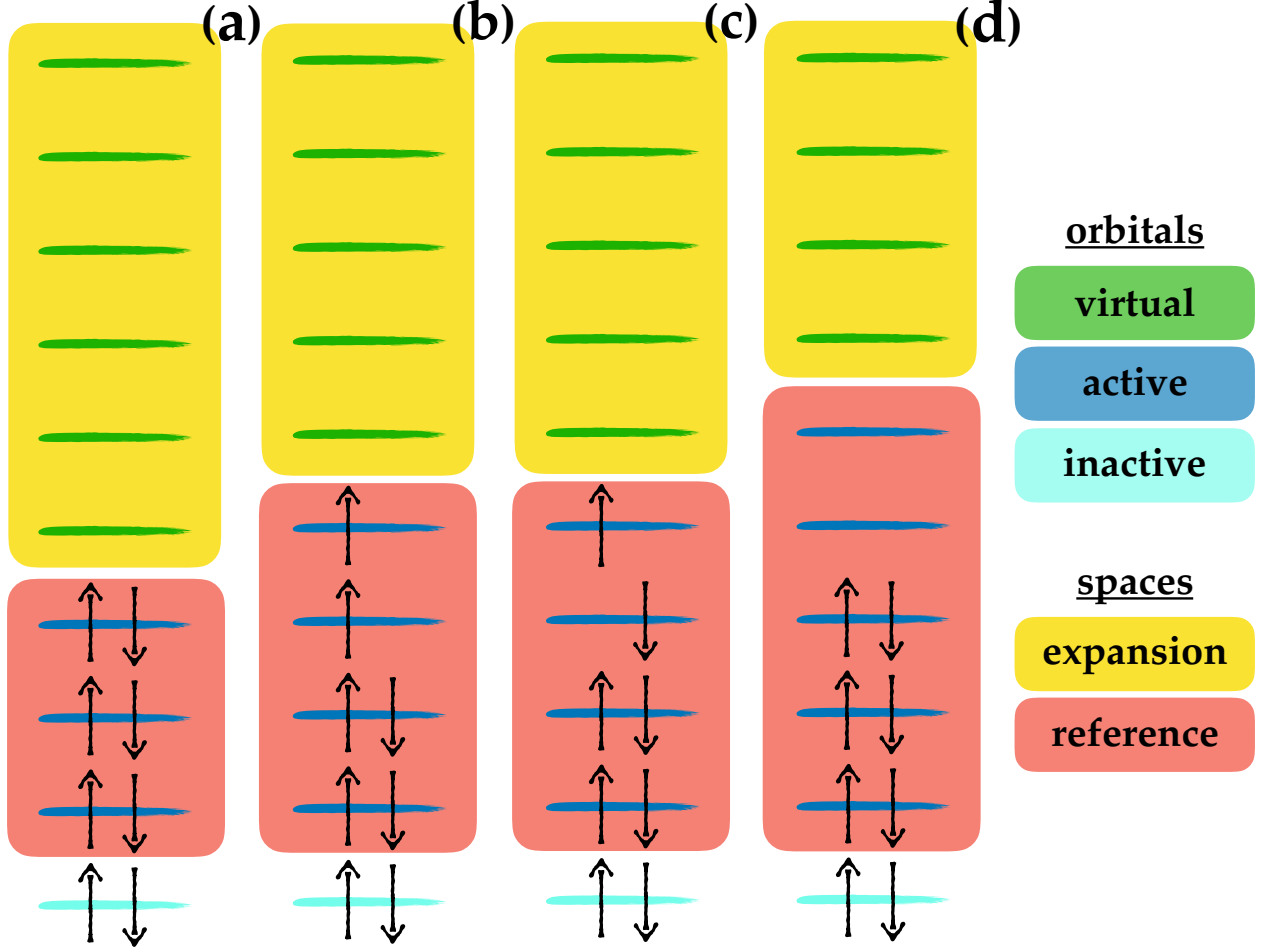 (a)
(b)
(c)
(d)
orbitals
virtual
active
inactive
spaces
expansion
reference